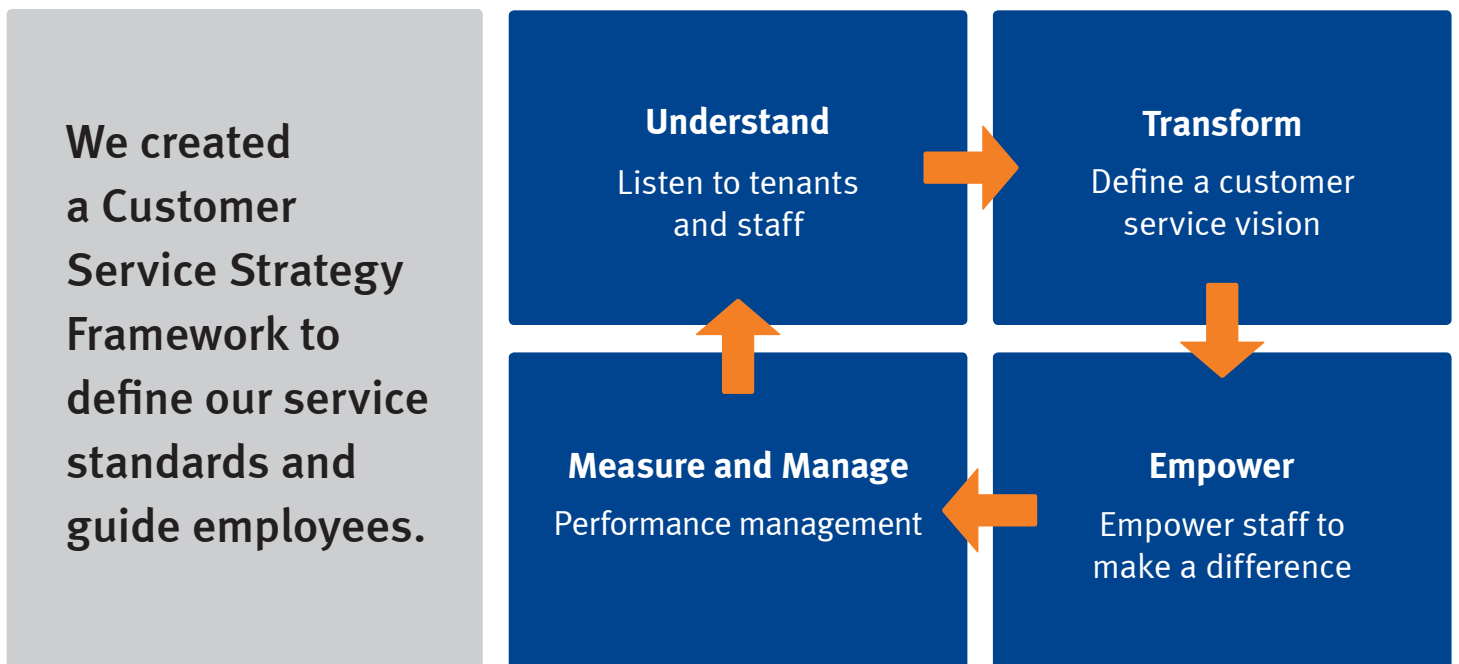 We created
a Customer
Service Strategy
Framework to
define our service
standards and
guide employees.
Understand
Listen to tenants
and staff
Transform
Define a customer
service vision
Measure and Manage
Performance management
Empower
Empower staff to
make a difference